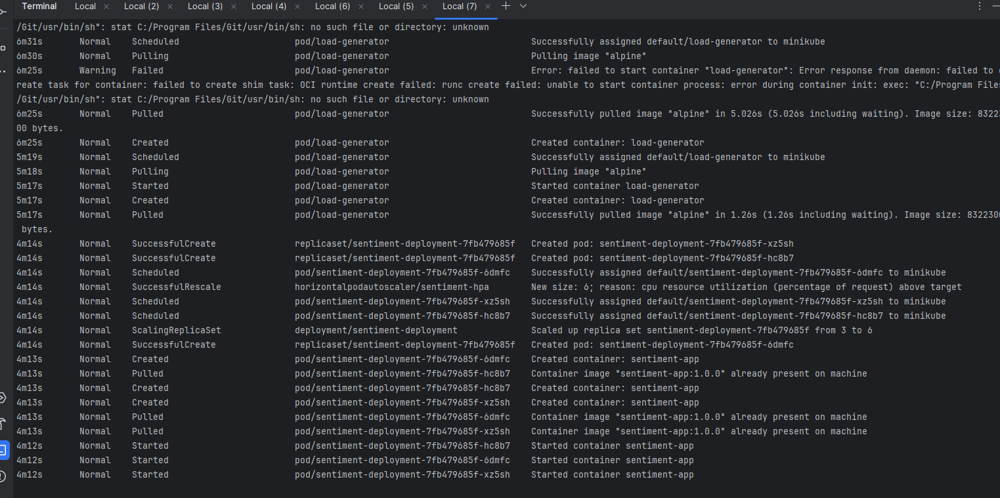 Terminal Local Local (2) Local (3) Local (4) Local (6) Local (5) Local (7)
/Git/usr/bin/sh": stat C:/Program Files/Git/usr/bin/sh: no such file or directory: unknown
6m31s Normal Scheduled pod/load-generator Successfully assigned default/load-generator to minikube
6m30s Normal Pulling pod/load-generator Pulling image "alpine"
6m25s Warning Failed pod/load-generator Error: failed to start container "load-generator": Error response from daemon: failed to c
reate task for container: failed to create shim task: OCI runtime create failed: runc create failed: unable to start container process: error during container init: exec: "C:/Program Files
/Git/usr/bin/sh": stat C:/Program Files/Git/usr/bin/sh: no such file or directory: unknown
6m25s Normal Pulled pod/load-generator Successfully pulled image "alpine" in 5.026s (5.026s including waiting). Image size: 83223
00 bytes.
6m25s Normal Created pod/load-generator Created container: load-generator
5m19s Normal Scheduled pod/load-generator Successfully assigned default/load-generator to minikube
5m18s Normal Pulling pod/load-generator Pulling image "alpine"
5m17s Normal Started pod/load-generator Started container load-generator
5m17s Normal Created pod/load-generator Created container: load-generator
5m17s Normal Pulled pod/load-generator Successfully pulled image "alpine" in 1.26s (1.26s including waiting). Image size: 8322300
bytes.
4m14s Normal SuccessfulCreate replicaset/sentiment-deployment-7fb479685f Created pod: sentiment-deployment-7fb479685f-xz5sh
4m14s Normal SuccessfulCreate replicaset/sentiment-deployment-7fb479685f Created pod: sentiment-deployment-7fb479685f-hc8b7
4m14s Normal Scheduled pod/sentiment-deployment-7fb479685f-6dmfc Successfully assigned default/sentiment-deployment-7fb479685f-6dmfc to minikube
4m14s Normal SuccessfulRescale horizontalpodautoscaler/sentiment-hpa New size: 6; reason: cpu resource utilization (percentage of request) above target
4m14s Normal Scheduled pod/sentiment-deployment-7fb479685f-xz5sh Successfully assigned default/sentiment-deployment-7fb479685f-xz5sh to minikube
4m14s Normal Scheduled pod/sentiment-deployment-7fb479685f-hc8b7 Successfully assigned default/sentiment-deployment-7fb479685f-hc8b7 to minikube
4m14s Normal ScalingReplicaSet deployment/sentiment-deployment Scaled up replica set sentiment-deployment-7fb479685f from 3 to 6
4m14s Normal SuccessfulCreate replicaset/sentiment-deployment-7fb479685f Created pod: sentiment-deployment-7fb479685f-6dmfc
4m13s Normal Created pod/sentiment-deployment-7fb479685f-6dmfc Created container: sentiment-app
4m13s Normal Pulled pod/sentiment-deployment-7fb479685f-hc8b7 Container image "sentiment-app:1.0.0" already present on machine
4m13s Normal Created pod/sentiment-deployment-7fb479685f-hc8b7 Created container: sentiment-app
4m13s Normal Created pod/sentiment-deployment-7fb479685f-xz5sh Created container: sentiment-app
4m13s Normal Pulled pod/sentiment-deployment-7fb479685f-6dmfc Container image "sentiment-app:1.0.0" already present on machine
4m13s Normal Pulled pod/sentiment-deployment-7fb479685f-xz5sh Container image "sentiment-app:1.0.0" already present on machine
4m12s Normal Started pod/sentiment-deployment-7fb479685f-hc8b7 Started container sentiment-app
4m12s Normal Started pod/sentiment-deployment-7fb479685f-6dmfc Started container sentiment-app
4m12s Normal Started pod/sentiment-deployment-7fb479685f-xz5sh Started container sentiment-app